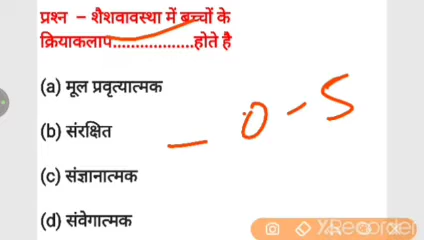 प्रश्न – शैशवावस्था में बच्चों के
क्रियाकलाप..................होते है
(a) मूल प्रवृत्यात्मक
(b) संरक्षित
– 0 – 5
(c) संज्ञानात्मक
(d) संवेगात्मक
XRecorder